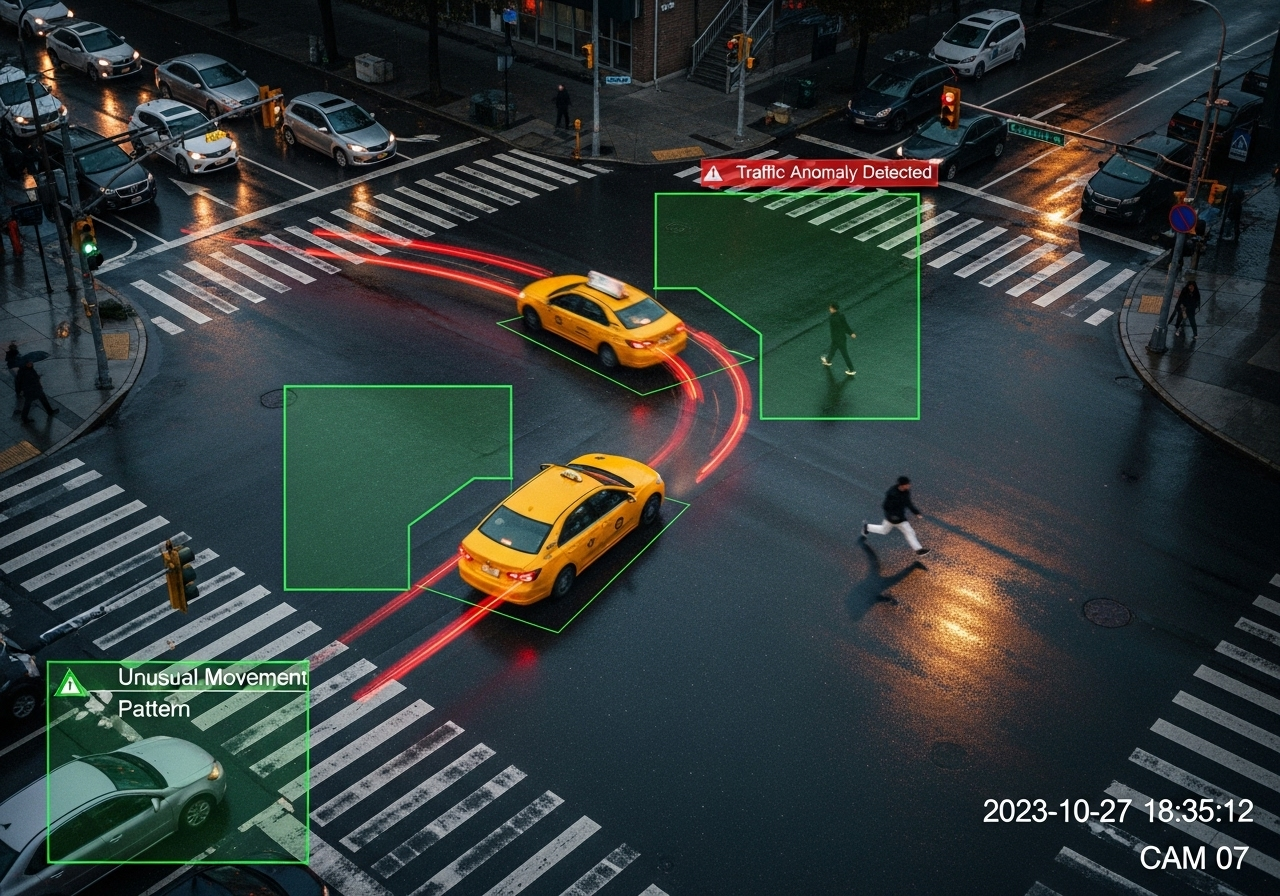 Traffic Anomaly Detected
Unusual Movement
Pattern
2023-10-27 18:35:12
CAM 07